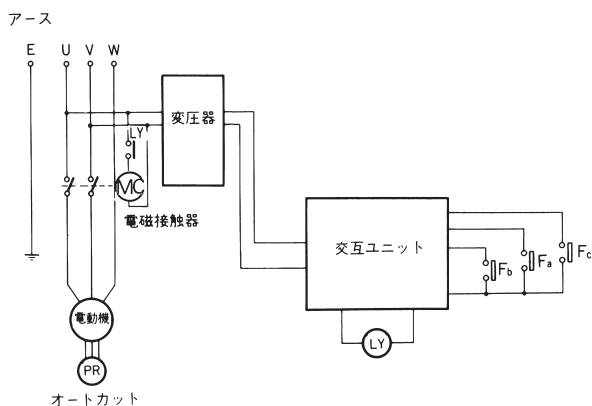 アース
E U V W
変圧器
LY
MC
電磁接触器
交互ユニット
Fb
Fa
Fc
LY
電動機
PR
オートカット